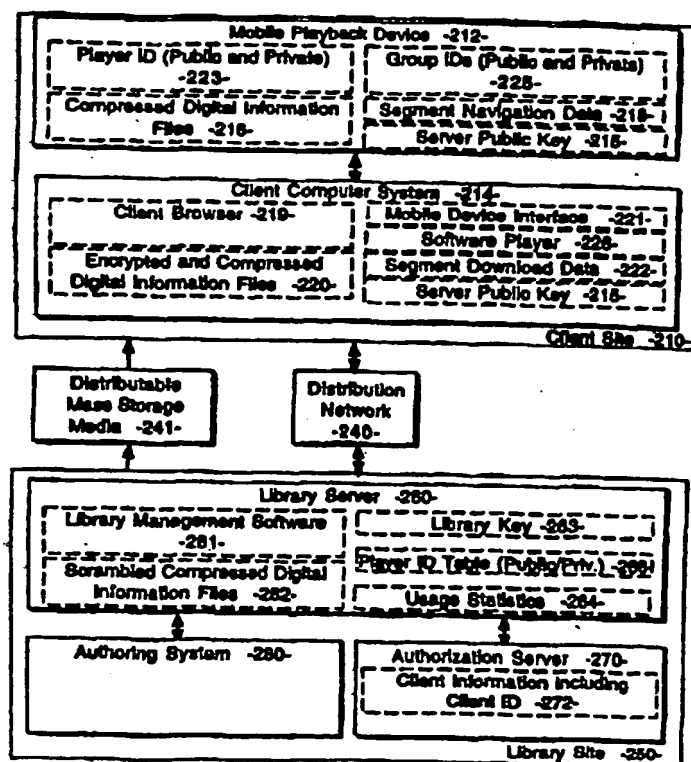 Mobile Playback Device -212-
Player ID (Public and Private)
-223-
Group IDs (Public and Private)
-225-
Compressed Digital Information
Files -216-
Segment Navigation Data -218-
Server Public Key -215-
Client Computer System -214-
Client Browser -219-
Mobile Device Interface -221-
Software Player -226-
Encrypted and Compressed
Digital Information Files -220-
Segment Download Data -222-
Server Public Key -215-
Client Site -210-
Distributable
Mass Storage
Media -241-
Distribution
Network
-240-
Library Server -260-
Library Management Software
-261-
Library Key -263-
Player ID Table (Public/Priv.)
Scrambled Compressed Digital
Information Files -262-
Usage Statistics -264-
Authoring System -280-
Authorization Server -270-
Client Information Including
Client ID -272-
Library Site -250-